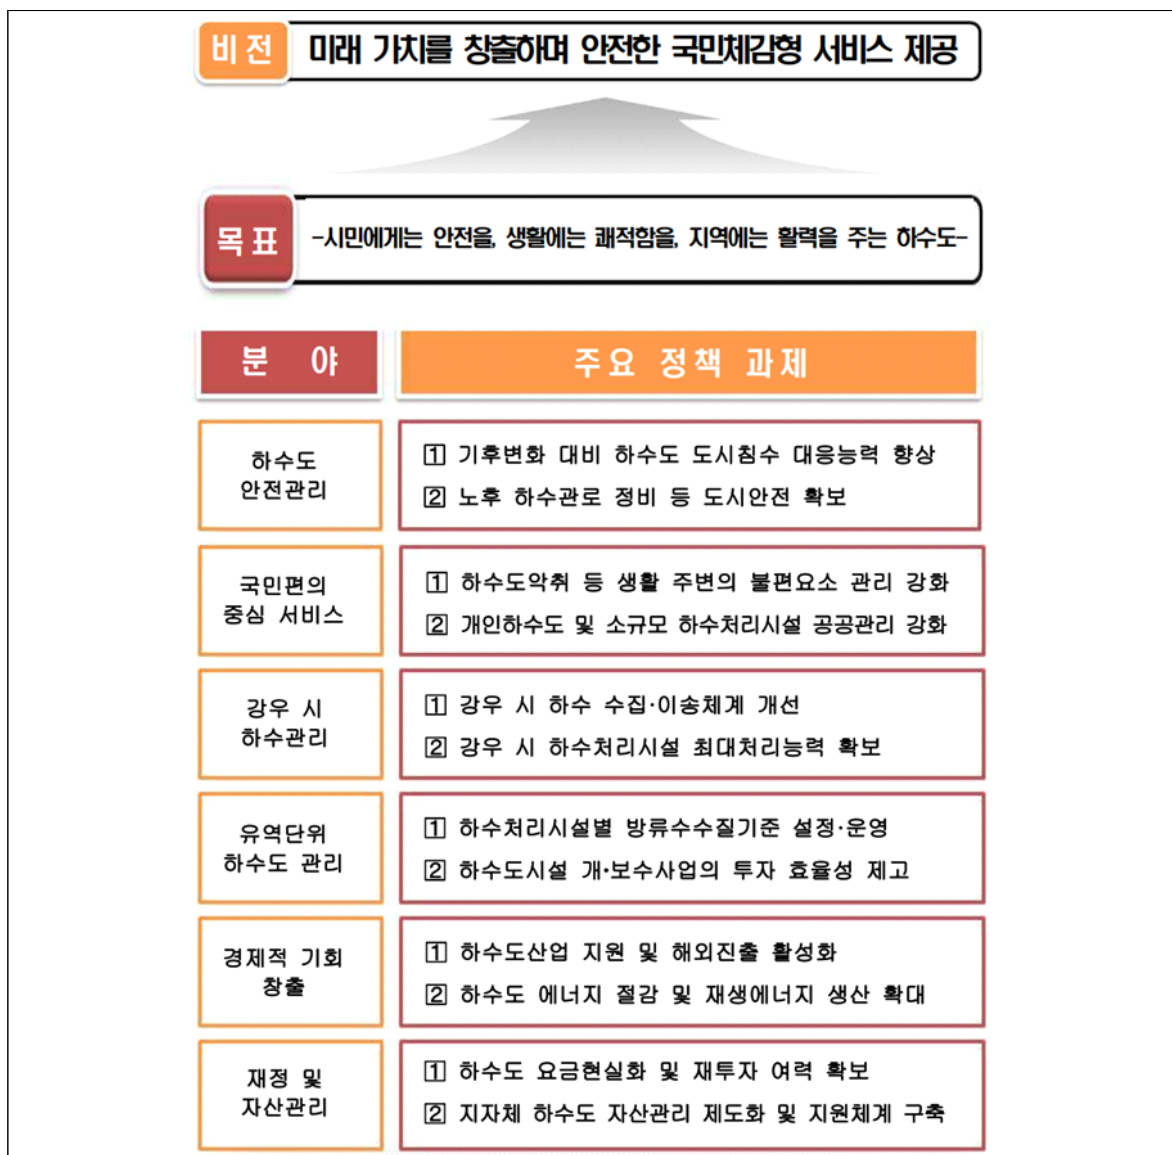 비전 미래 가치를 창출하며 안전한 국민체감형 서비스 제공
목표 -시민에게는 안전을, 생활에는 쾌적함을, 지역에는 활력을 주는 하수도-
분 야
주요 정책 과제
하수도
안전관리
1 기후변화 대비 하수도 도시침수 대응능력 향상
2 노후 하수관로 정비 등 도시안전 확보
국민편의
중심 서비스
1 하수도악취 등 생활 주변의 불편요소 관리 강화
2 개인하수도 및 소규모 하수처리시설 공공관리 강화
강우 시
하수관리
1 강우 시 하수 수집·이송체계 개선
2 강우 시 하수처리시설 최대처리능력 확보
유역단위
하수도 관리
1 하수처리시설별 방류수수질기준 설정·운영
2 하수도시설 개·보수사업의 투자 효율성 제고
경제적 기회
창출
1 하수도산업 지원 및 해외진출 활성화
2 하수도 에너지 절감 및 재생에너지 생산 확대
재정 및
자산관리
1 하수도 요금현실화 및 재투자 여력 확보
2 지자체 하수도 자산관리 제도화 및 지원체계 구축